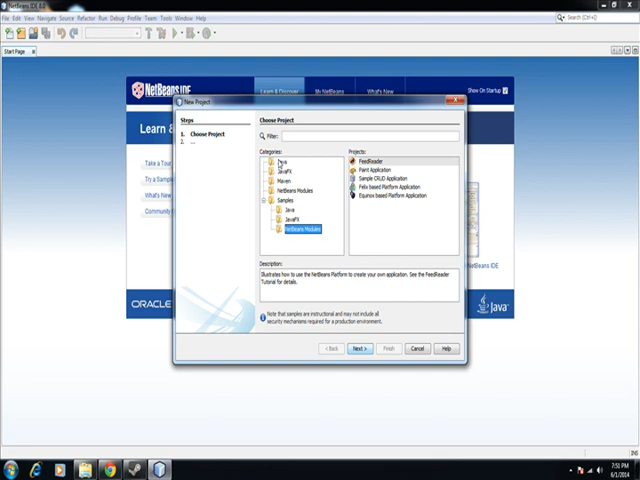 NetBeans IDE 8.0
File Edit View Navigate Source Refactor Run Debug Profile Team Tools Window Help
Search (Ctrl+I)
Start Page
NetBeans IDE
Learn & Discover
My NetBeans
What's New
Show On Startup
Learn &
Take a Tour
Try a Sample
What's New
Community
NetBeans IDE
ORACLE
Java
New Project
Steps
1. Choose Project
2. ...
Choose Project
Filter:
Categories:
Java
JavaFX
Maven
NetBeans Modules
Samples
Java
JavaFX
NetBeans Modules
Projects:
FeedReader
Paint Application
Sample CRUD Application
Felix based Platform Application
Equinox based Platform Application
Description:
Illustrates how to use the NetBeans Platform to create your own application. See the FeedReader
Tutorial for details.
Note that samples are instructional and may not include all
security mechanisms required for a production environment.
< Back
Next >
Finish
Cancel
Help
INS
7:51 PM
6/1/2014